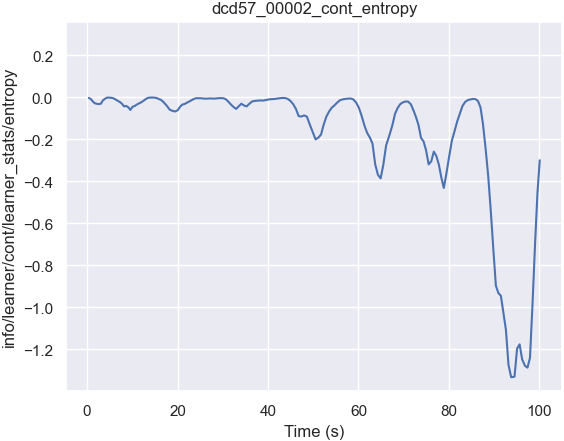 dcd57_00002_cont_entropy
info/learner/cont/learner_stats/entropy
0.2
0.0
−0.2
−0.4
−0.6
−0.8
−1.0
−1.2
0 20 40 60 80 100
Time (s)